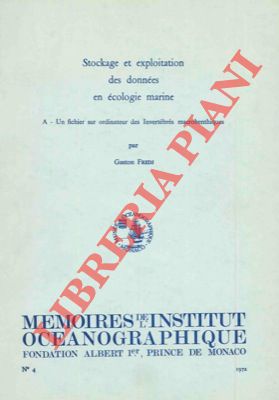 Stockage et exploitation
des données
en écologie marine
A - Un fichier sur ordinateur des Invertébrés macrobenthiques
par
Gaston Fredj
LIBRERIA PIANI
MEMOIRES DE L'INSTITUT
OCEANOGRAPHIQUE
FONDATION ALBERT Ier, PRINCE DE MONACO
N° 4 1972